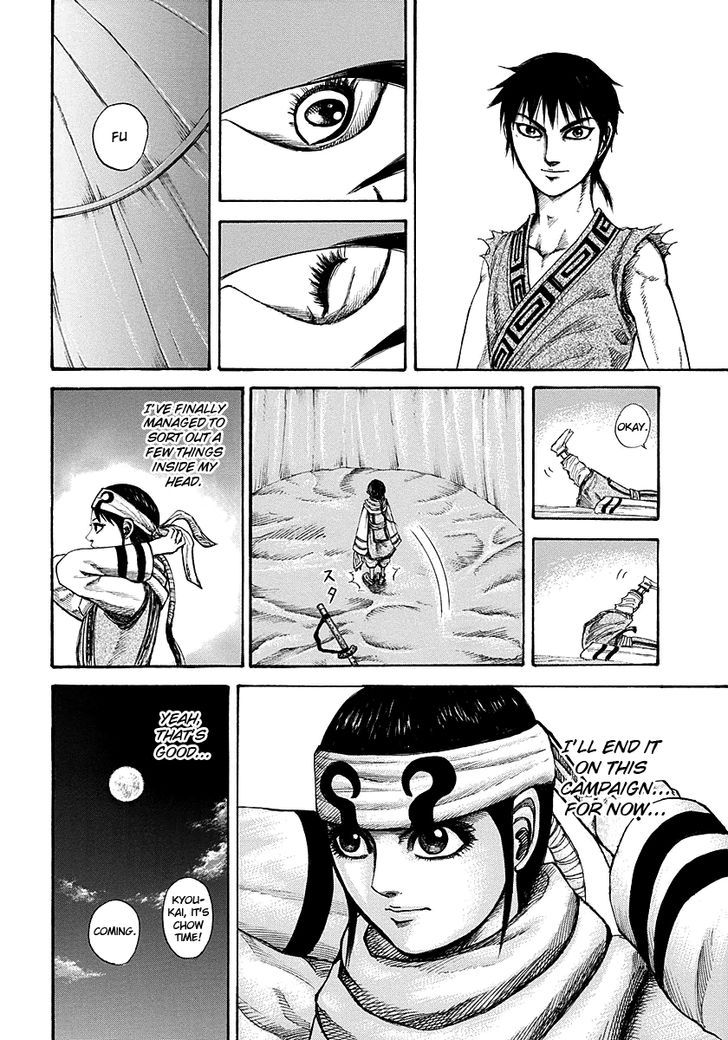 FU
OKAY.
スタ
I'VE FINALLY
MANAGED TO
SORT OUT A
FEW THINGS
INSIDE MY
HEAD.
I'LL END IT
ON THIS
CAMPAIGN...
FOR NOW...
YEAH,
THAT'S
GOOD...
KYOU-
KAI, IT'S
CHOW
TIME!
COMING.